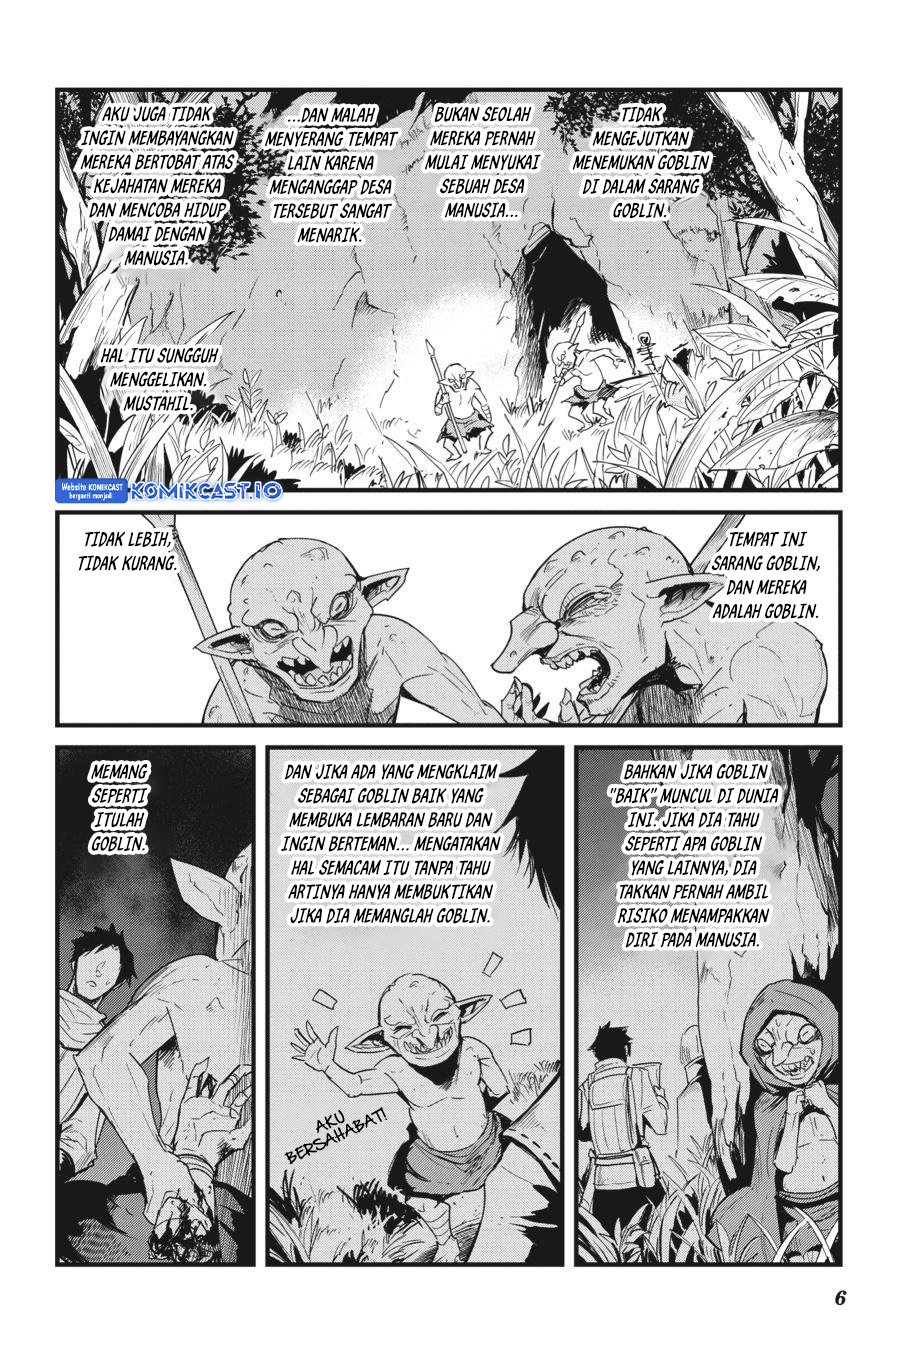 TIDAK
MENGEJUTKAN
MENEMUKAN GOBLIN
DI DALAM SARANG
GOBLIN.
BUKAN SEOLAH
MEREKA PERNAH
MULAI MENYUKAI
SEBUAH DESA
MANUSIA...
...DAN MALAH
MENYERANG TEMPAT
LAIN KARENA
MENGANGGAP DESA
TERSEBUT SANGAT
MENARIK.
AKU JUGA TIDAK
INGIN MEMBAYANGKAN
MEREKA BERTOBAT ATAS
KEJAHATAN MEREKA
DAN MENCOBA HIDUP
DAMAI DENGAN
MANUSIA.
HAL ITU SUNGGUH
MENGGELIKAN.
MUSTAHIL.
Website KOMIKCAST
berganti menjadi
KOMIKCAST.IO
TEMPAT INI
SARANG GOBLIN,
DAN MEREKA
ADALAH GOBLIN.
TIDAK LEBIH,
TIDAK KURANG.
BAHKAN JIKA GOBLIN
"BAIK" MUNCUL DI DUNIA
INI. JIKA DIA TAHU
SEPERTI APA GOBLIN
YANG LAINNYA, DIA
TAKKAN PERNAH AMBIL
RISIKO MENAMPAKKAN
DIRI PADA MANUSIA.
DAN JIKA ADA YANG MENGKLAIM
SEBAGAI GOBLIN BAIK YANG
MEMBUKA LEMBARAN BARU DAN
INGIN BERTEMAN... MENGATAKAN
HAL SEMACAM ITU TANPA TAHU
ARTINYA HANYA MEMBUKTIKAN
JIKA DIA MEMANGLAH GOBLIN.
AKU
BERSAHABAT!
MEMANG
SEPERTI
ITULAH
GOBLIN.
6